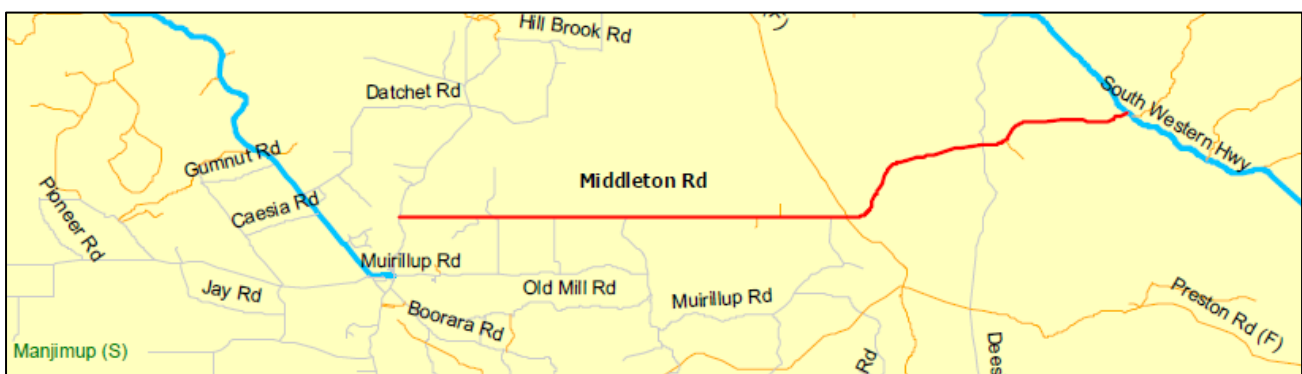 Hill Brook Rd
Datchet Rd
South Western Hwy
Gumnut Rd
Middleton Rd
Pioneer Rd
Caesia Rd
Muirillup Rd
Jay Rd
Old Mill Rd
Muirillup Rd
Preston Rd (F)
Boorara Rd
Manjimup (S)
Rd
Dees